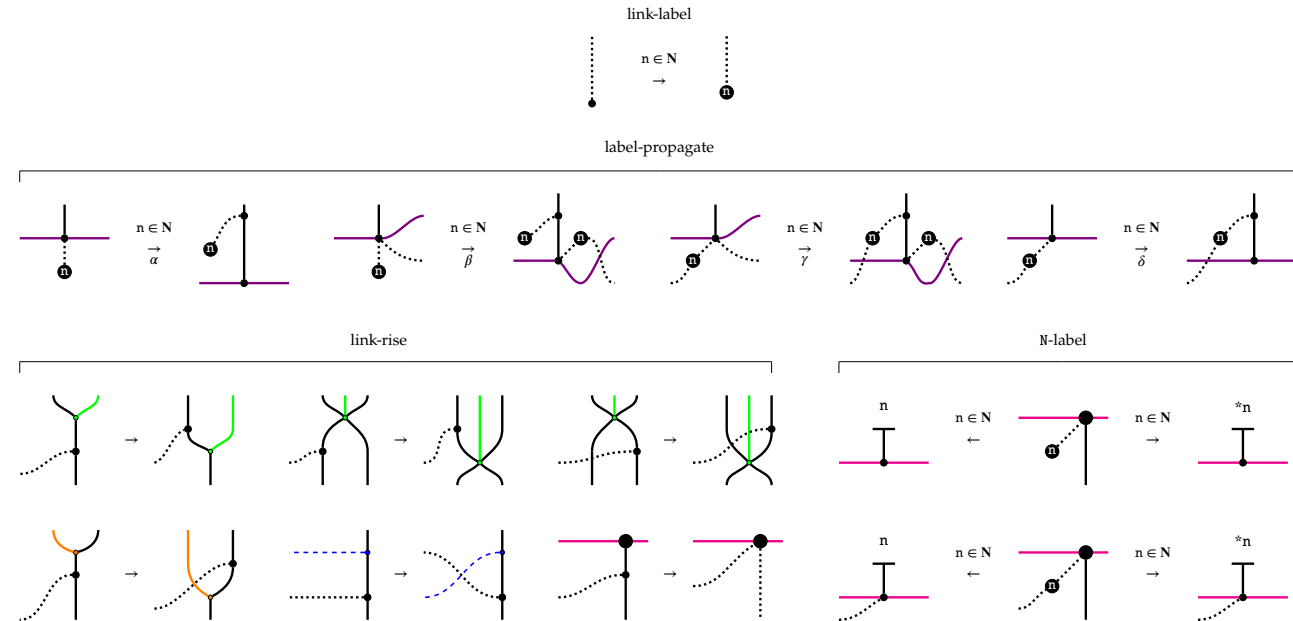 link-label
n ∈ N
→
n
label-propagate
n ∈ N n ∈ N n ∈ N n ∈ N
n n n n n n n n
→ → → →
n n n n
α β γ δ
link-rise N-label
n *n
n ∈ N n ∈ N
→ → → ← n →
n *n
n ∈ N n ∈ N
→ → → ← n →